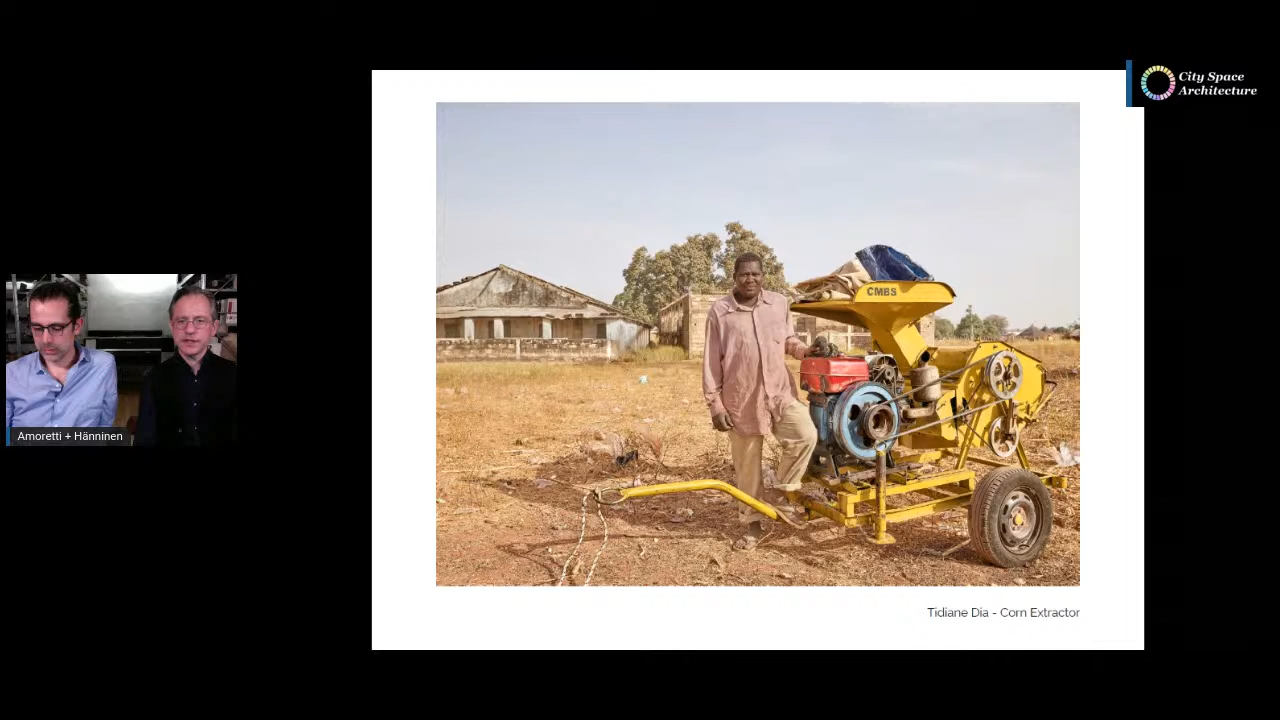 City Space
Architecture
CMBS
Amoretti + Hänninen
Tidiane Dia - Corn Extractor